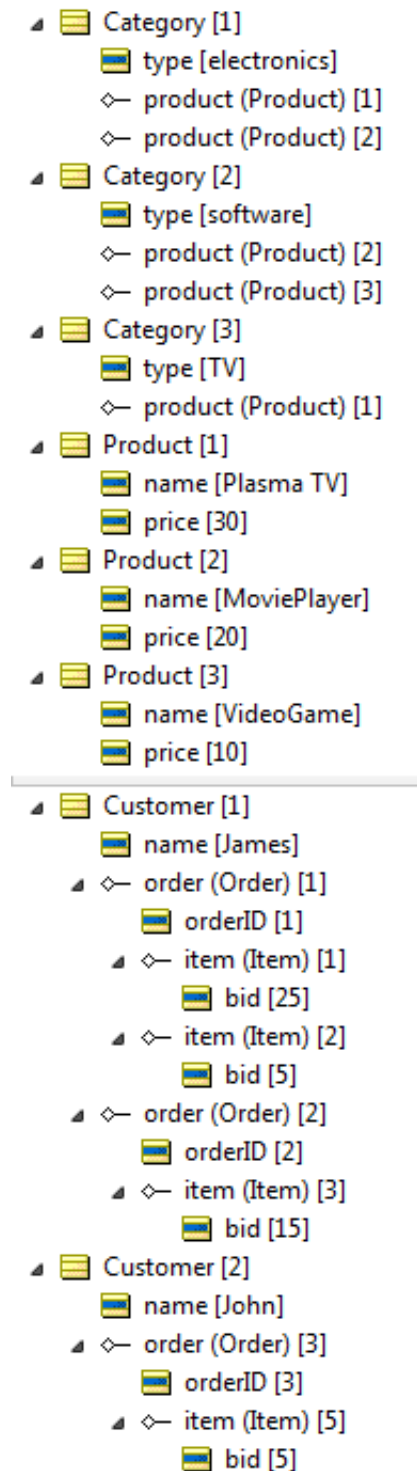 Category [1]
type [electronics]
product (Product) [1]
product (Product) [2]
Category [2]
type [software]
product (Product) [2]
product (Product) [3]
Category [3]
type [TV]
product (Product) [1]
Product [1]
name [Plasma TV]
price [30]
Product [2]
name [MoviePlayer]
price [20]
Product [3]
name [VideoGame]
price [10]
Customer [1]
name [James]
order (Order) [1]
orderID [1]
item (Item) [1]
bid [25]
item (Item) [2]
bid [5]
order (Order) [2]
orderID [2]
item (Item) [3]
bid [15]
Customer [2]
name [John]
order (Order) [3]
orderID [3]
item (Item) [5]
bid [5]